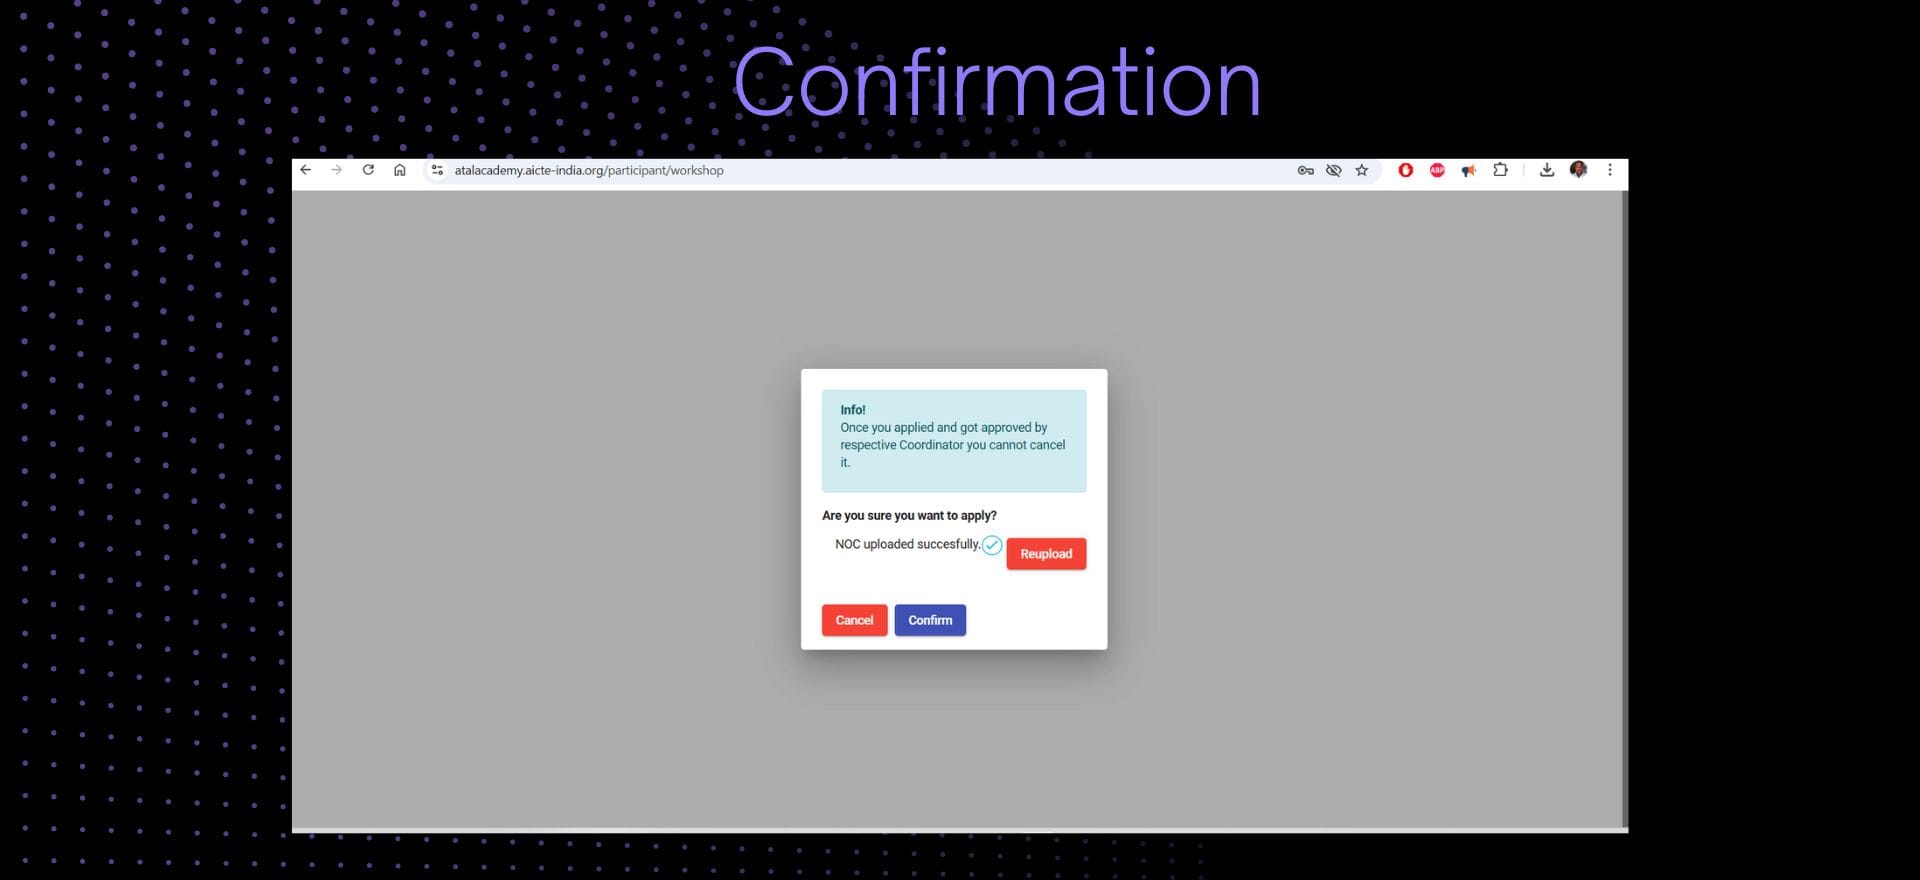 Confirmation
atalacademy.aicte-india.org/participant/workshop
ABP
Info!
Once you applied and got approved by
respective Coordinator you cannot cancel
it.
Are you sure you want to apply?
NOC uploaded succesfully.
Reupload
Cancel
Confirm